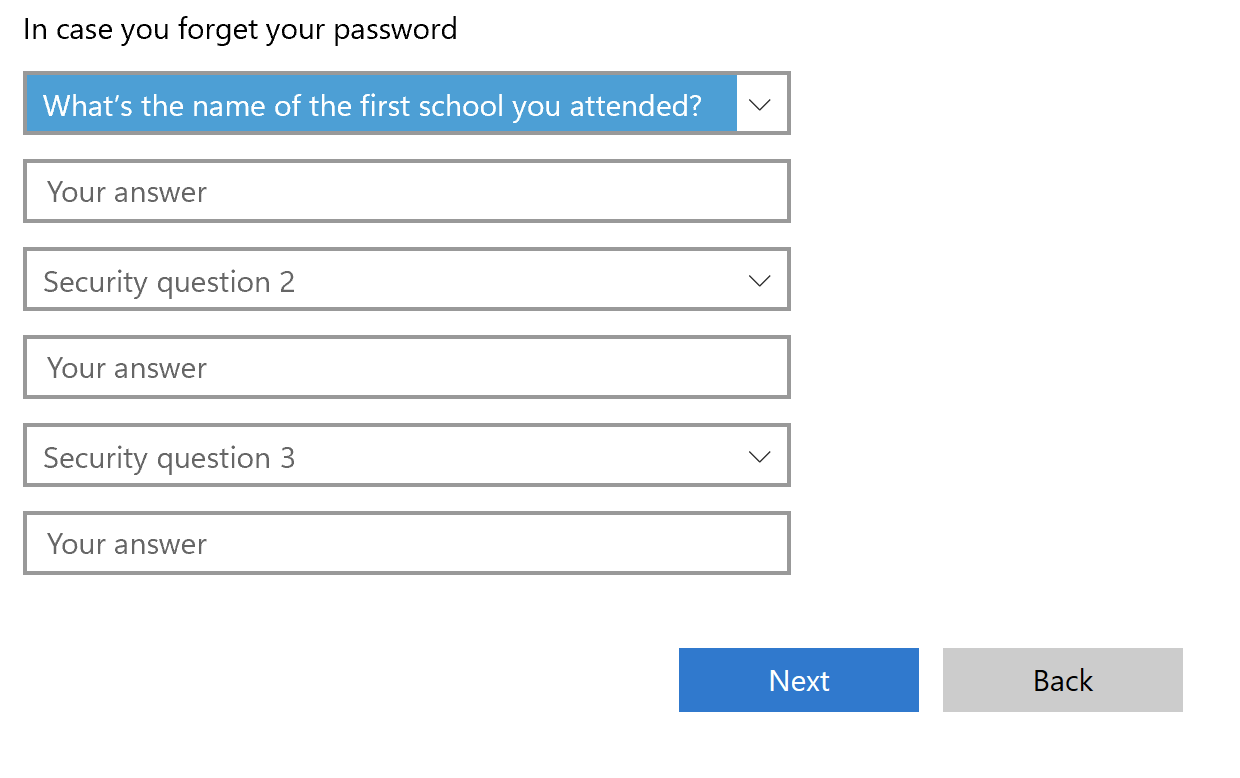 In case you forget your password
What's the name of the first school you attended?
Your answer
Security question 2
Your answer
Security question 3
Your answer
Next
Back